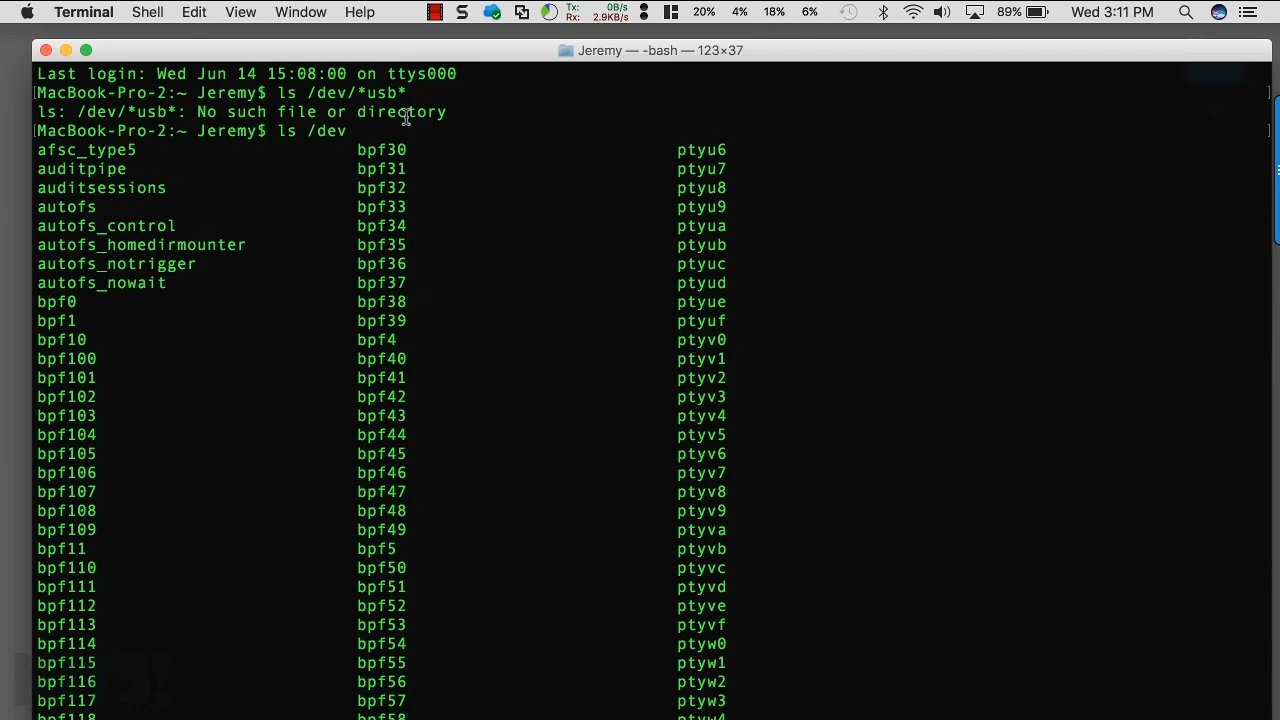 Terminal Shell Edit View Window Help Tx: 0B/s Rx: 2.9KB/s 20% 4% 18% 6% 89% Wed 3:11 PM
Jeremy — -bash — 123×37
Last login: Wed Jun 14 15:08:00 on ttys000
[MacBook-Pro-2:~ Jeremy$ ls /dev/*usb* ]
ls: /dev/*usb*: No such file or directory
[MacBook-Pro-2:~ Jeremy$ ls /dev ]
afsc_type5 bpf30 ptyu6
auditpipe bpf31 ptyu7
auditsessions bpf32 ptyu8
autofs bpf33 ptyu9
autofs_control bpf34 ptyua
autofs_homedirmounter bpf35 ptyub
autofs_notrigger bpf36 ptyuc
autofs_nowait bpf37 ptyud
bpf0 bpf38 ptyue
bpf1 bpf39 ptyuf
bpf10 bpf4 ptyv0
bpf100 bpf40 ptyv1
bpf101 bpf41 ptyv2
bpf102 bpf42 ptyv3
bpf103 bpf43 ptyv4
bpf104 bpf44 ptyv5
bpf105 bpf45 ptyv6
bpf106 bpf46 ptyv7
bpf107 bpf47 ptyv8
bpf108 bpf48 ptyv9
bpf109 bpf49 ptyva
bpf11 bpf5 ptyvb
bpf110 bpf50 ptyvc
bpf111 bpf51 ptyvd
bpf112 bpf52 ptyve
bpf113 bpf53 ptyvf
bpf114 bpf54 ptyw0
bpf115 bpf55 ptyw1
bpf116 bpf56 ptyw2
bpf117 bpf57 ptyw3
bpf118 bpf58 ptyw4